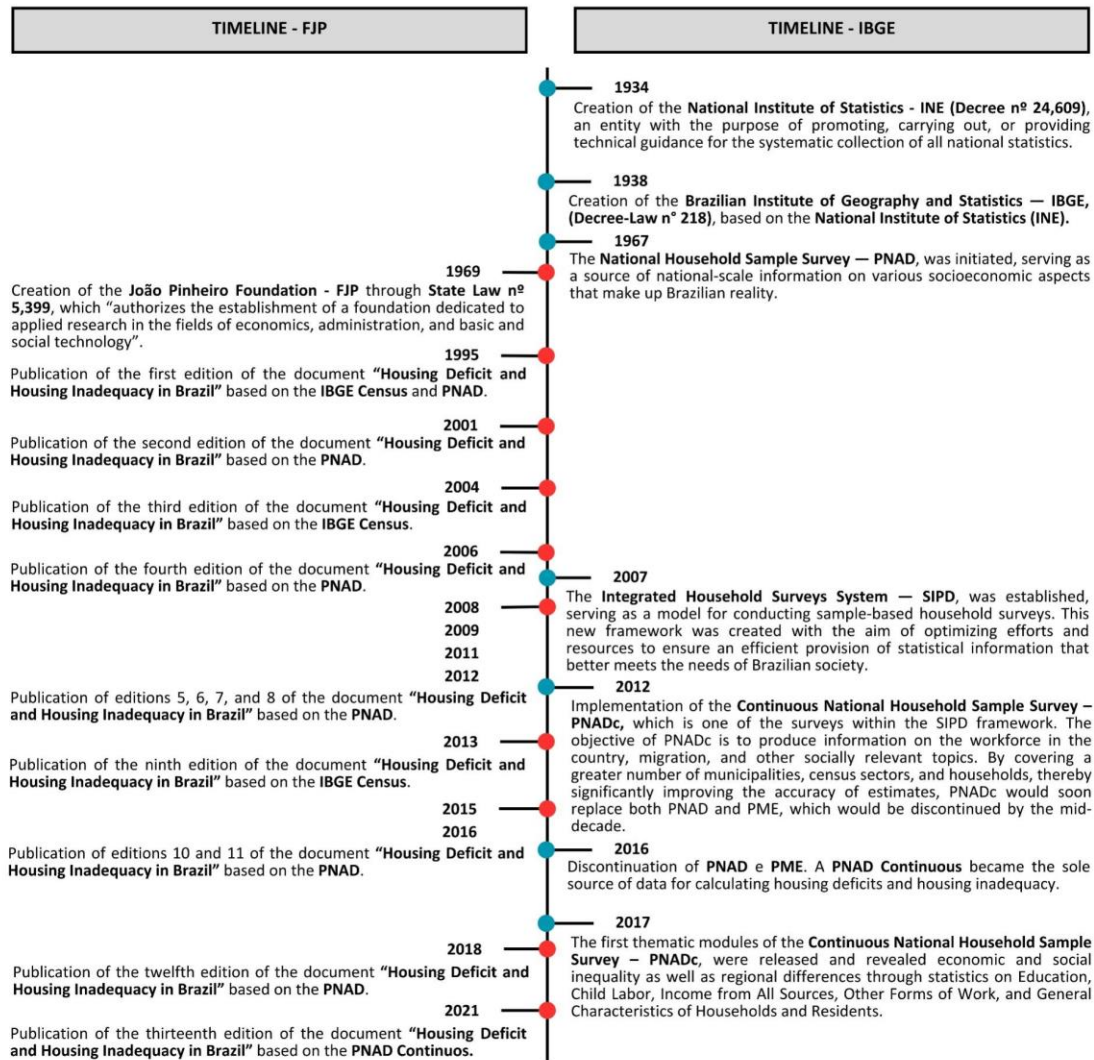 TIMELINE - FJP
TIMELINE - IBGE
1934
Creation of the National Institute of Statistics - INE (Decree nº 24,609),
an entity with the purpose of promoting, carrying out, or providing
technical guidance for the systematic collection of all national statistics.
1938
Creation of the Brazilian Institute of Geography and Statistics — IBGE,
(Decree-Law n° 218), based on the National Institute of Statistics (INE).
1967
The National Household Sample Survey — PNAD, was initiated, serving as
a source of national-scale information on various socioeconomic aspects
that make up Brazilian reality.
1969
Creation of the João Pinheiro Foundation - FJP through State Law nº
5,399, which “authorizes the establishment of a foundation dedicated to
applied research in the fields of economics, administration, and basic and
social technology”.
1995
Publication of the first edition of the document “Housing Deficit and
Housing Inadequacy in Brazil” based on the IBGE Census and PNAD.
2001
Publication of the second edition of the document “Housing Deficit and
Housing Inadequacy in Brazil” based on the PNAD.
2004
Publication of the third edition of the document “Housing Deficit and
Housing Inadequacy in Brazil” based on the IBGE Census.
2006
Publication of the fourth edition of the document “Housing Deficit and
Housing Inadequacy in Brazil” based on the PNAD.
2007
The Integrated Household Surveys System — SIPD, was established,
serving as a model for conducting sample-based household surveys. This
new framework was created with the aim of optimizing efforts and
resources to ensure an efficient provision of statistical information that
better meets the needs of Brazilian society.
2008
2009
2011
2012
Publication of editions 5, 6, 7, and 8 of the document “Housing Deficit
and Housing Inadequacy in Brazil” based on the PNAD.
2012
Implementation of the Continuous National Household Sample Survey –
PNADc, which is one of the surveys within the SIPD framework. The
objective of PNADc is to produce information on the workforce in the
country, migration, and other socially relevant topics. By covering a
greater number of municipalities, census sectors, and households, thereby
significantly improving the accuracy of estimates, PNADc would soon
replace both PNAD and PME, which would be discontinued by the mid-
decade.
2013
Publication of the ninth edition of the document “Housing Deficit and
Housing Inadequacy in Brazil” based on the IBGE Census.
2015
2016
Publication of editions 10 and 11 of the document “Housing Deficit and
Housing Inadequacy in Brazil” based on the PNAD.
2016
Discontinuation of PNAD e PME. A PNAD Continuous became the sole
source of data for calculating housing deficits and housing inadequacy.
2017
The first thematic modules of the Continuous National Household Sample
Survey – PNADc, were released and revealed economic and social
inequality as well as regional differences through statistics on Education,
Child Labor, Income from All Sources, Other Forms of Work, and General
Characteristics of Households and Residents.
2018
Publication of the twelfth edition of the document “Housing Deficit and
Housing Inadequacy in Brazil” based on the PNAD.
2021
Publication of the thirteenth edition of the document “Housing Deficit
and Housing Inadequacy in Brazil” based on the PNAD Continuos.